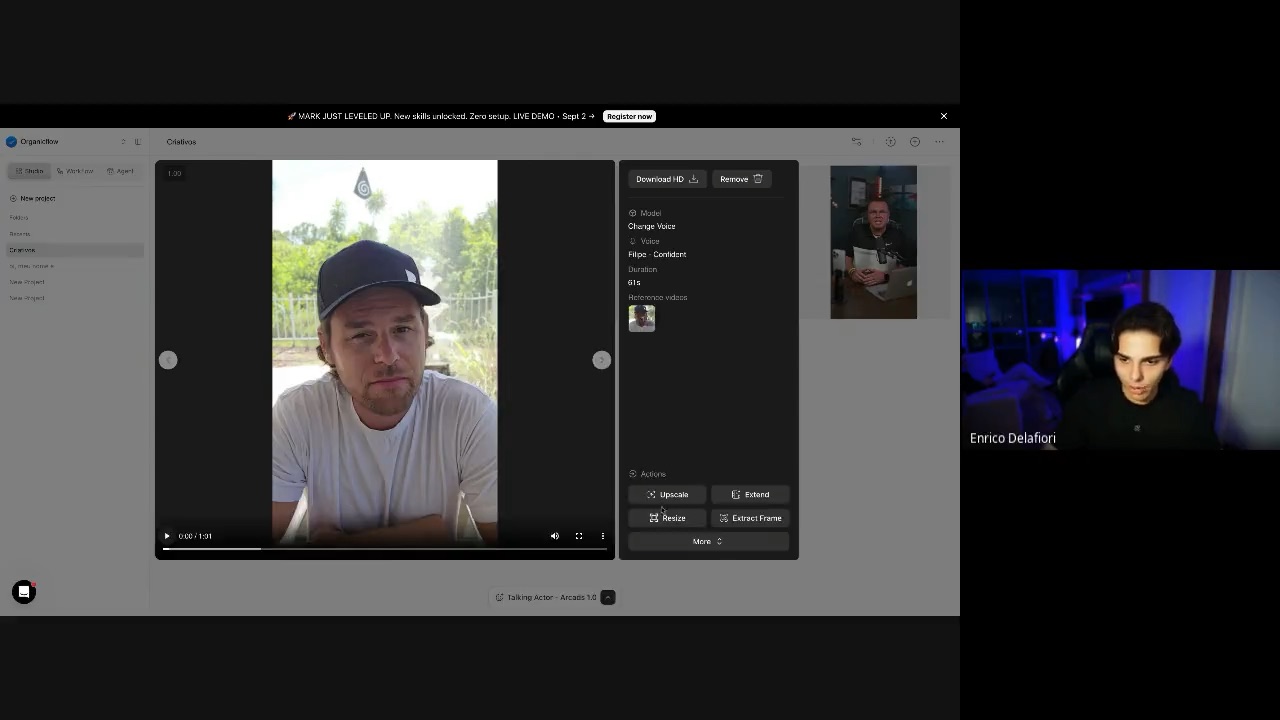 🚀 MARK JUST LEVELED UP. New skills unlocked. Zero setup. LIVE DEMO • Sept 2 → Register now
Organicflow
Criativos
Studio Workflow Agent
New project
Folders
Recents
Criativos
New Project
New Project
1.00
Download HD
Remove
Model
Change Voice
Voice
Filipe - Confident
Duration
61s
Reference videos
Actions
Upscale
Extend
Resize
Extract Frame
More
0:00 / 1:01
Talking Actor - Arcads 1.0
Enrico Delafiori